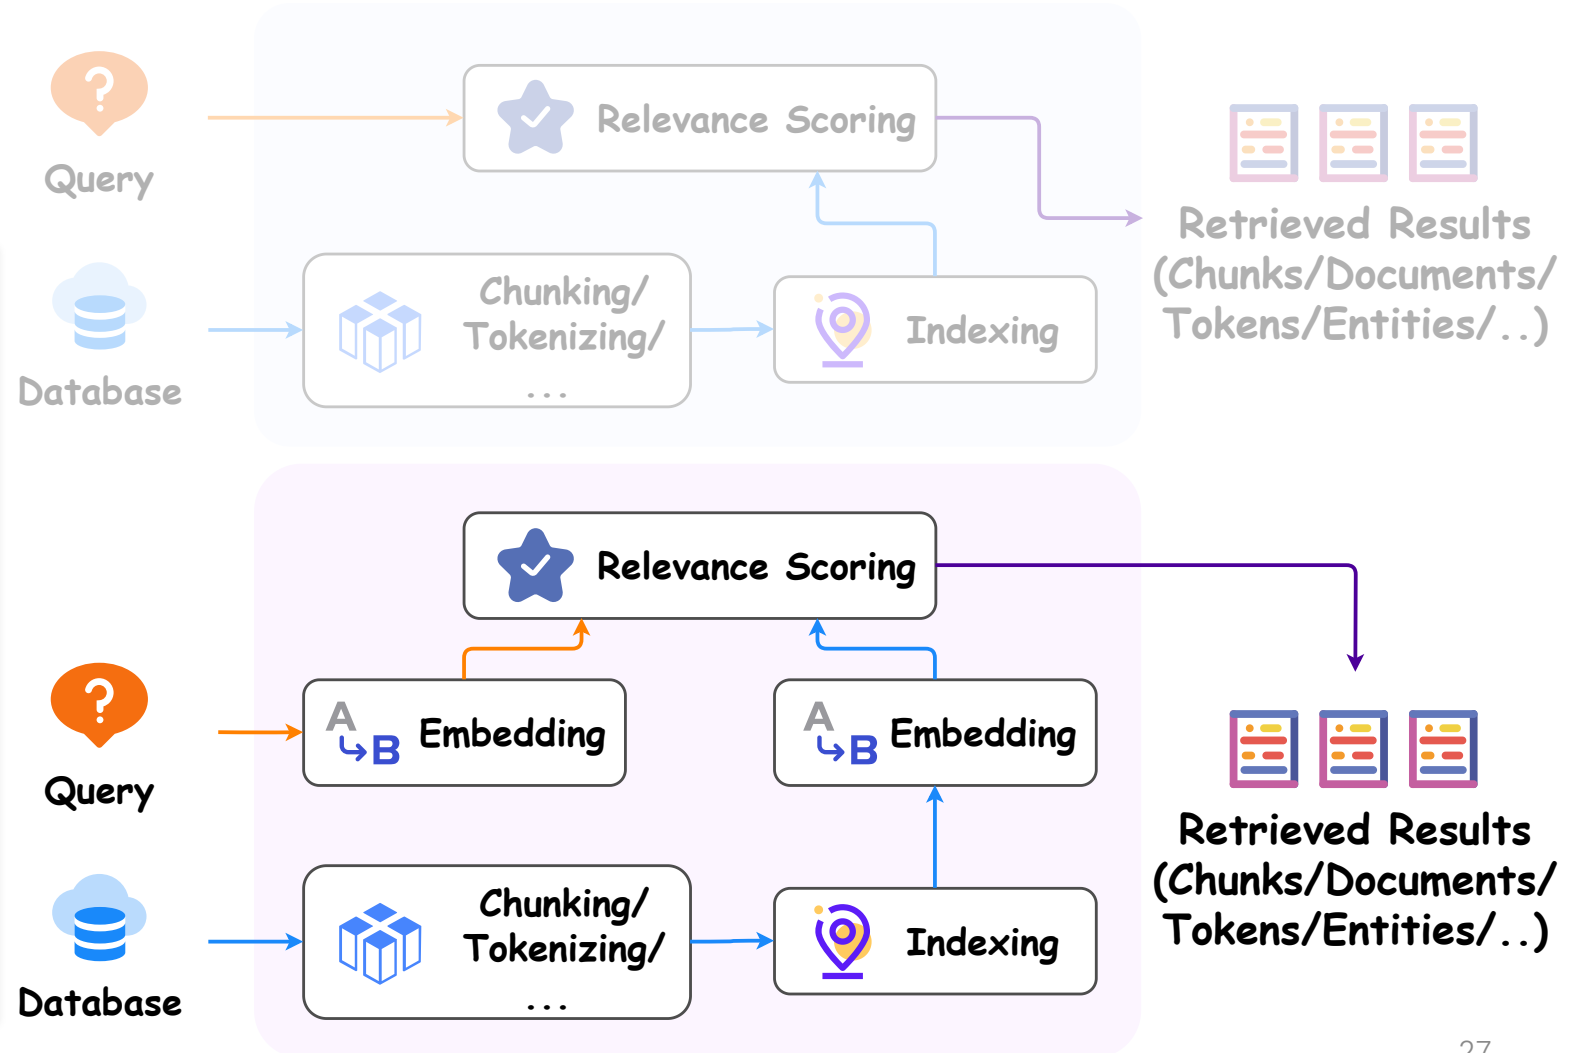 Relevance Scoring
Query
Chunking/
Tokenizing/
...
Indexing
Database
Retrieved Results
(Chunks/Documents/
Tokens/Entities/..)
Relevance Scoring
A
B
Embedding
A
B
Embedding
Query
Chunking/
Tokenizing/
...
Indexing
Database
Retrieved Results
(Chunks/Documents/
Tokens/Entities/..)
27